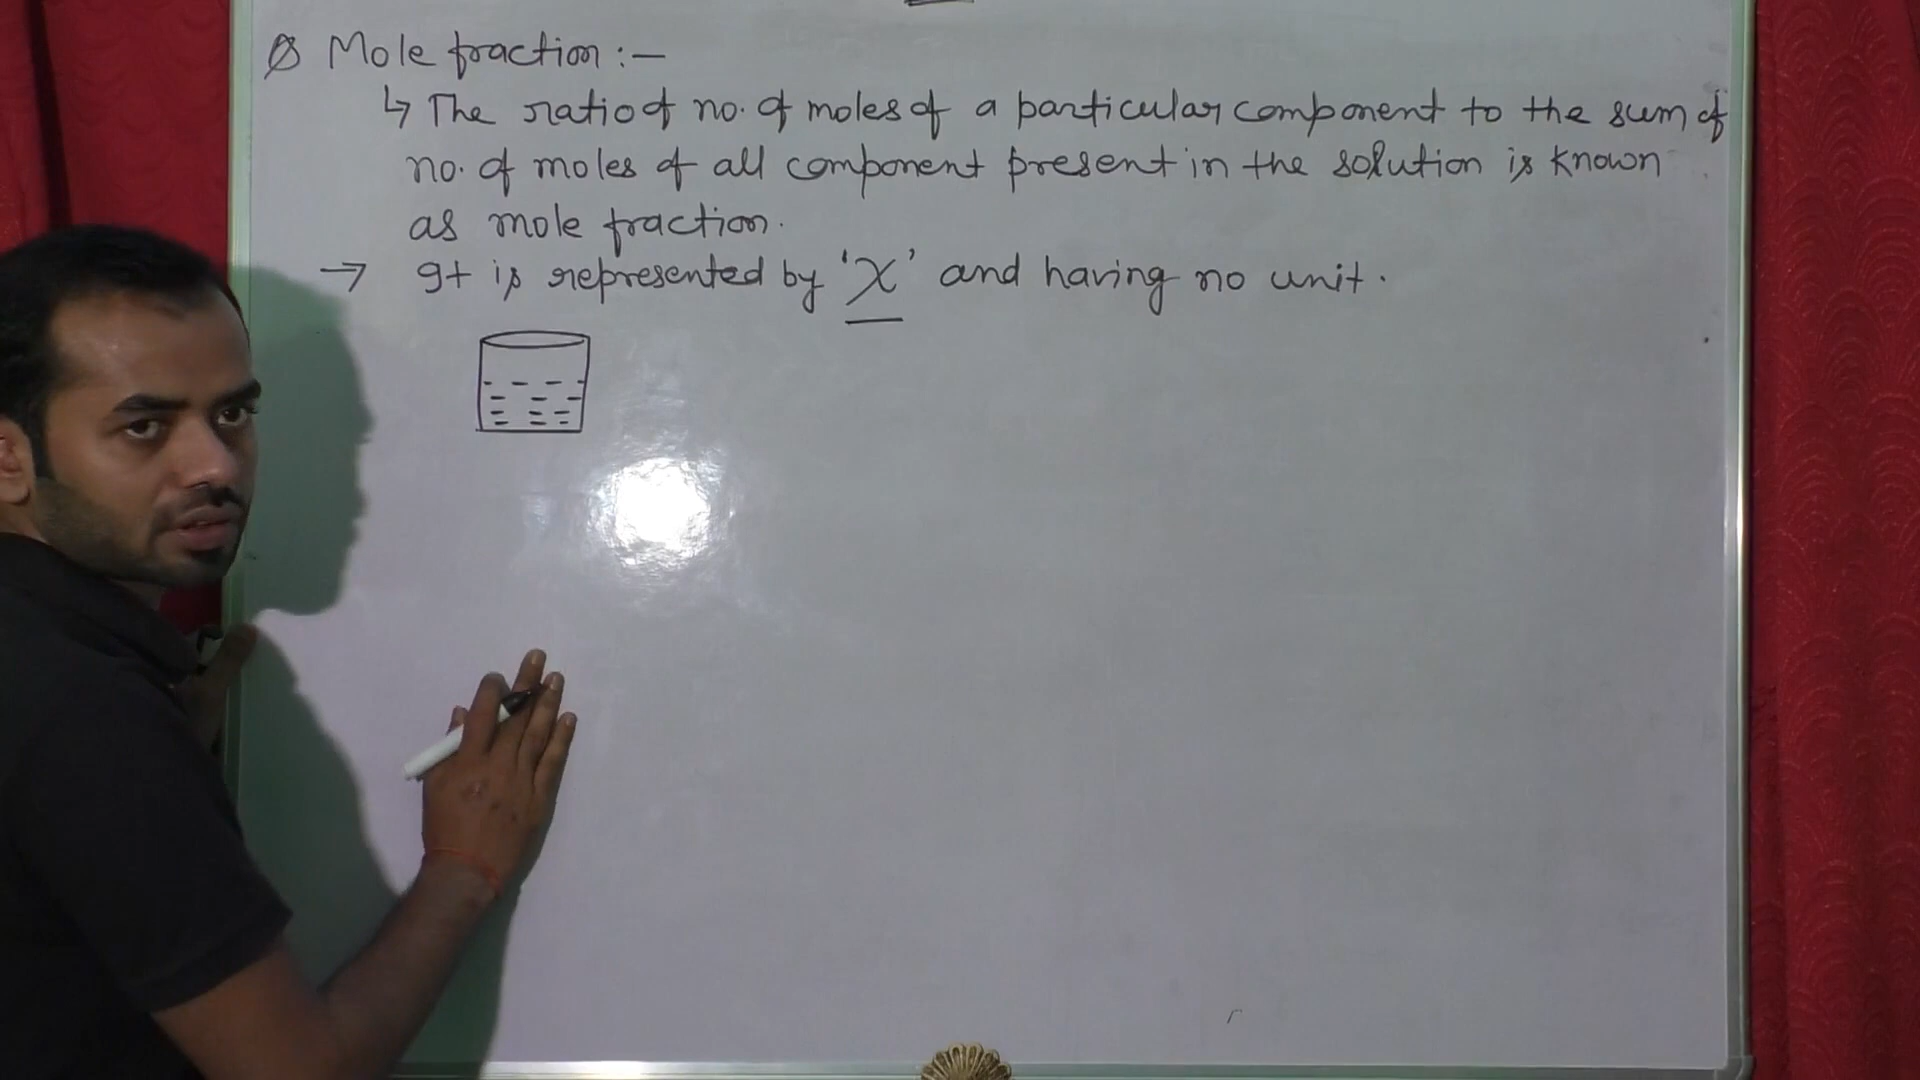 Mole fraction :-
↳ The ratio of no. of moles of a particular component to the sum of
no. of moles of all component present in the solution is known
as mole fraction.
→ It is represented by 'X' and having no unit.